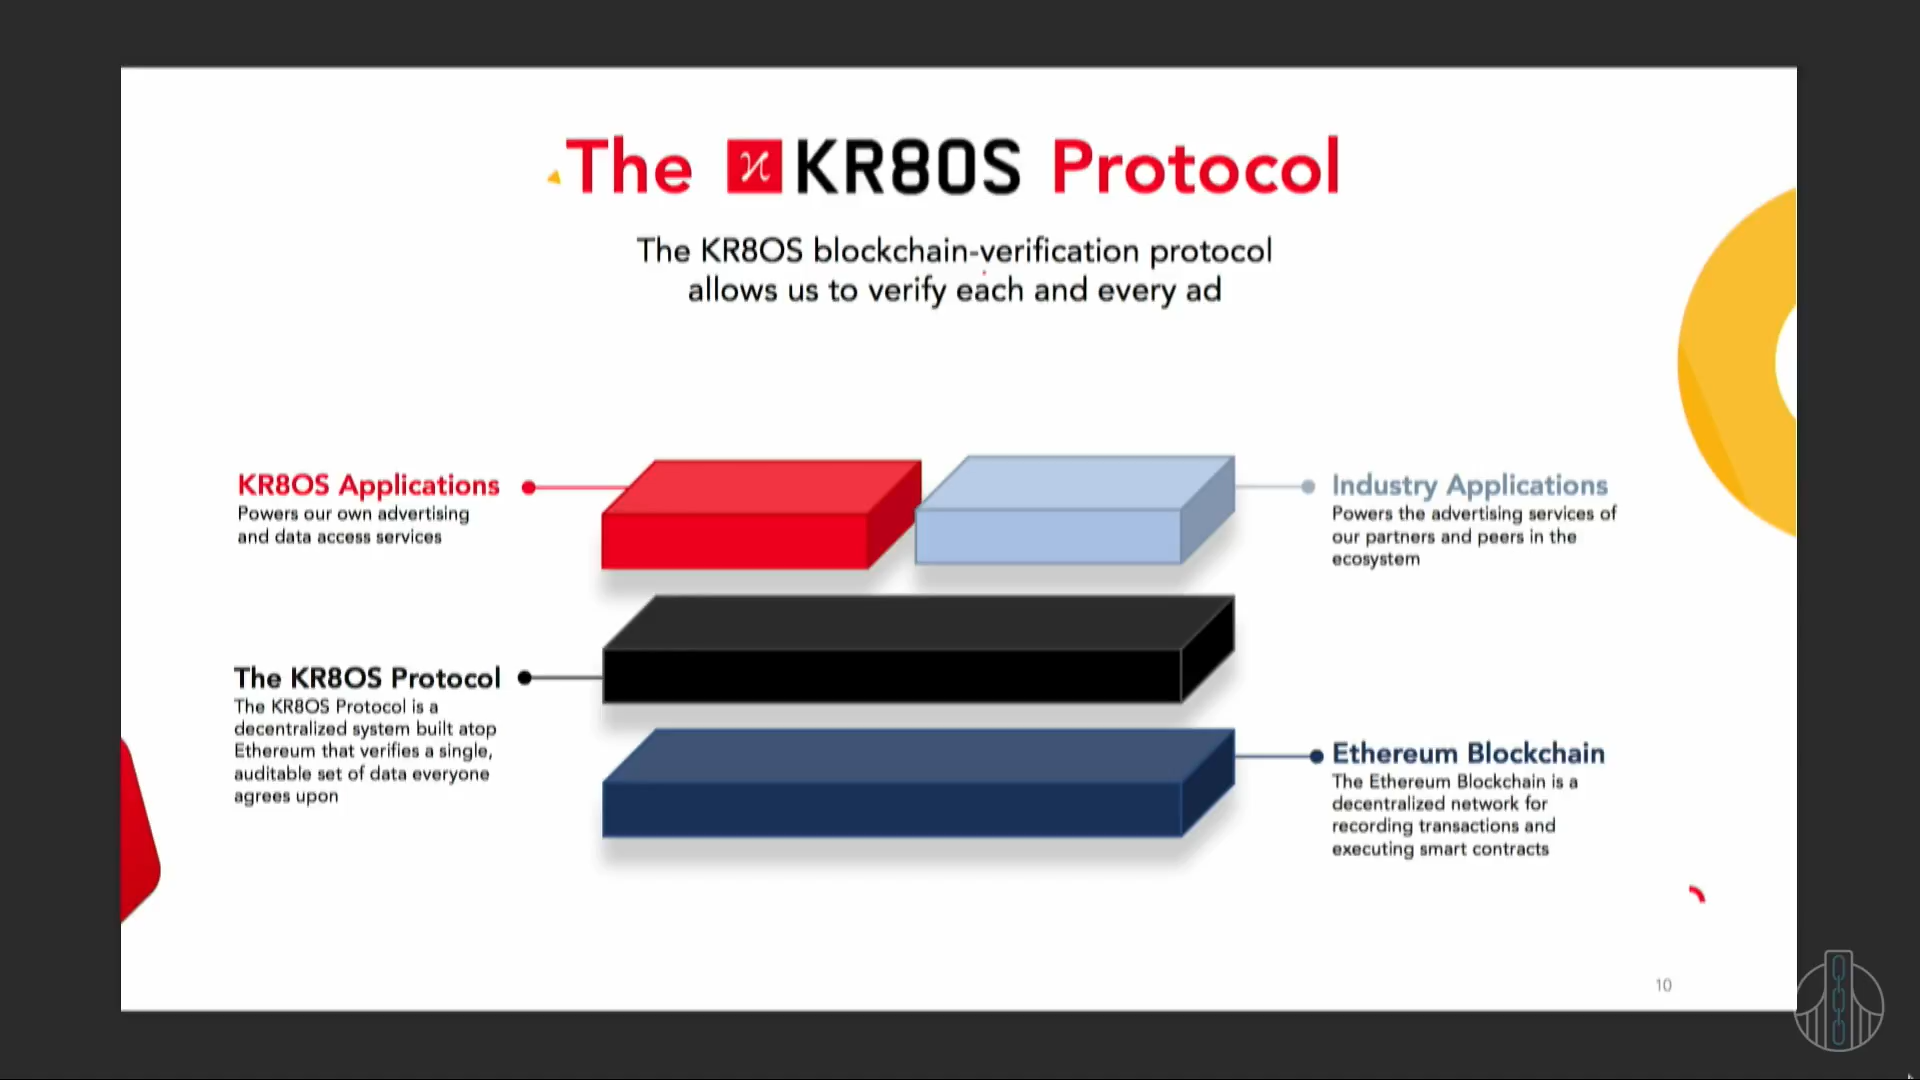 The KR8OS Protocol
The KR8OS blockchain-verification protocol
allows us to verify each and every ad
KR8OS Applications
Powers our own advertising
and data access services
Industry Applications
Powers the advertising services of
our partners and peers in the
ecosystem
The KR8OS Protocol
The KR8OS Protocol is a
decentralized system built atop
Ethereum that verifies a single,
auditable set of data everyone
agrees upon
Ethereum Blockchain
The Ethereum Blockchain is a
decentralized network for
recording transactions and
executing smart contracts
10